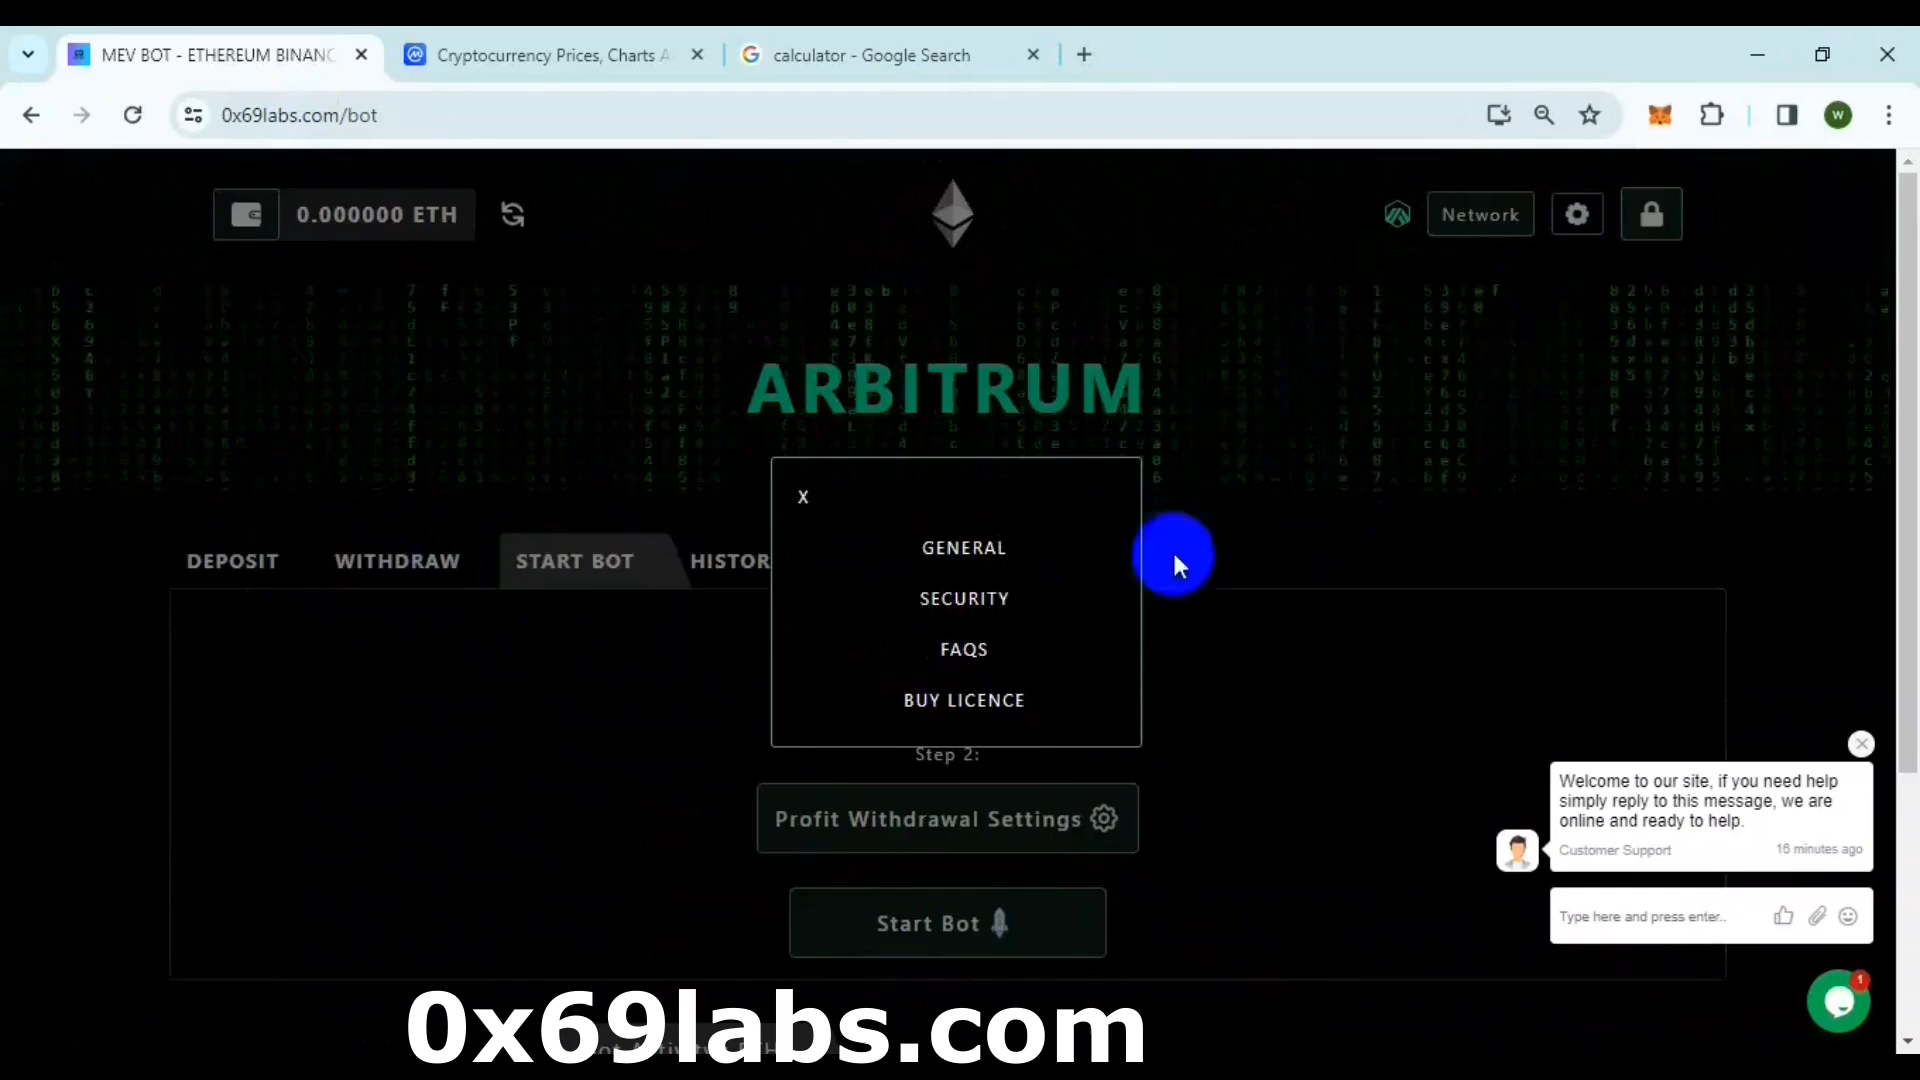 MEV BOT - ETHEREUM BINANC
Cryptocurrency Prices, Charts A
calculator - Google Search
0x69labs.com/bot
W
0.000000 ETH
Network
ARBITRUM
X
GENERAL
SECURITY
FAQS
BUY LICENCE
DEPOSIT
WITHDRAW
START BOT
HISTOR
Step 2:
Profit Withdrawal Settings
Start Bot
Welcome to our site, if you need help
simply reply to this message, we are
online and ready to help.
Customer Support
16 minutes ago
Type here and press enter..
1
0x69labs.com